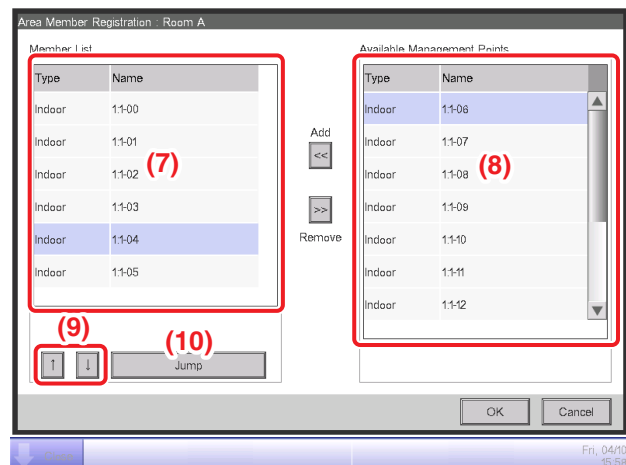 Area Member Registration : Room A
Member List
Available Management Points
Type Name
Indoor 1:1-00
Indoor 1:1-01
Indoor 1:1-02
Indoor 1:1-03
Indoor 1:1-04
Indoor 1:1-05
(7)
Add
<<
>>
Remove
Type Name
Indoor 1:1-06
Indoor 1:1-07
Indoor 1:1-08
Indoor 1:1-09
Indoor 1:1-10
Indoor 1:1-11
Indoor 1:1-12
(8)
(9)
(10)
↑ ↓ Jump
OK Cancel
Fri, 04/10
15:58